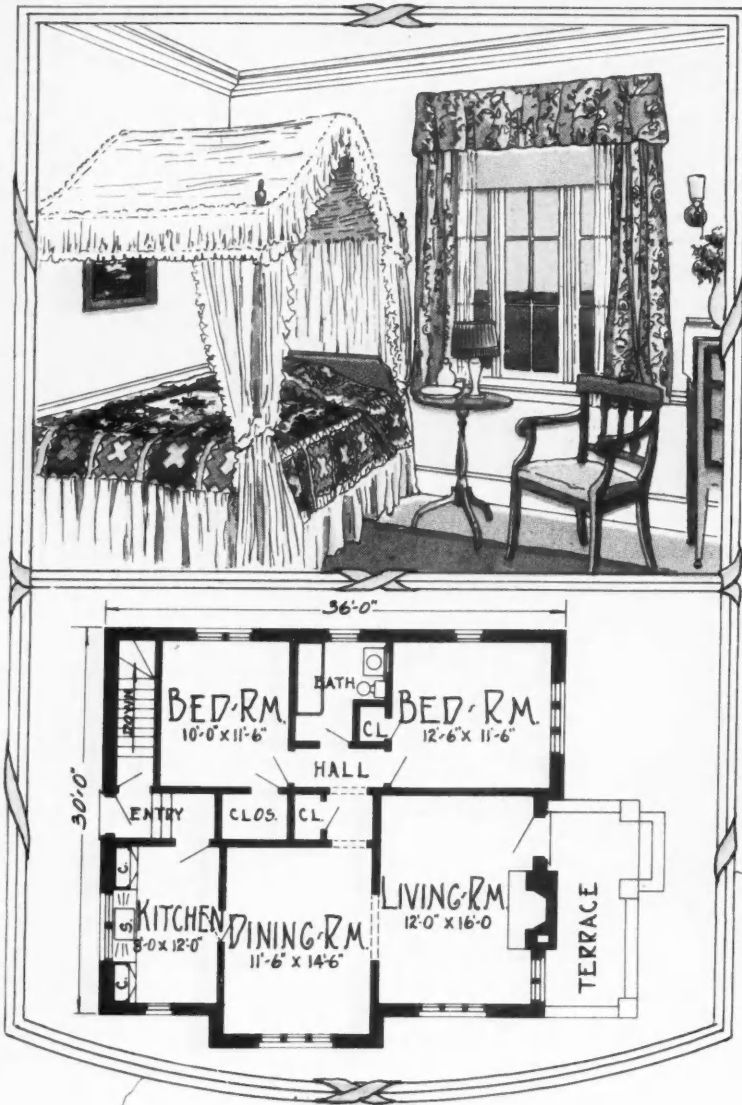 36'-0"
30'-0"
DOWN
BED-RM.
10'-0" x 11'-6"
BATH
CL.
BED-RM.
12'-6" x 11'-6"
HALL
ENTRY
CLOS.
CL.
C.
S.
C.
KITCHEN
8'-0 x 12'-0"
DINING-RM.
11'-6" x 14'-6"
LIVING-RM.
12'-0" x 16'-0
TERRACE